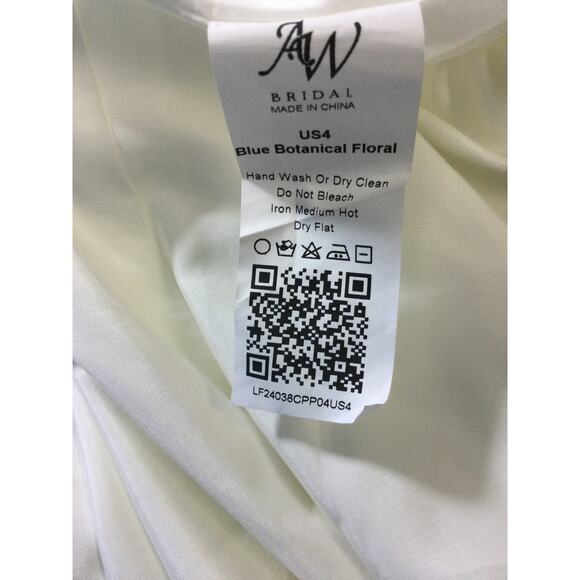 AW
BRIDAL
MADE IN CHINA
US4
Blue Botanical Floral
Hand Wash Or Dry Clean
Do Not Bleach
Iron Medium Hot
Dry Flat
LF24038CPP04US4